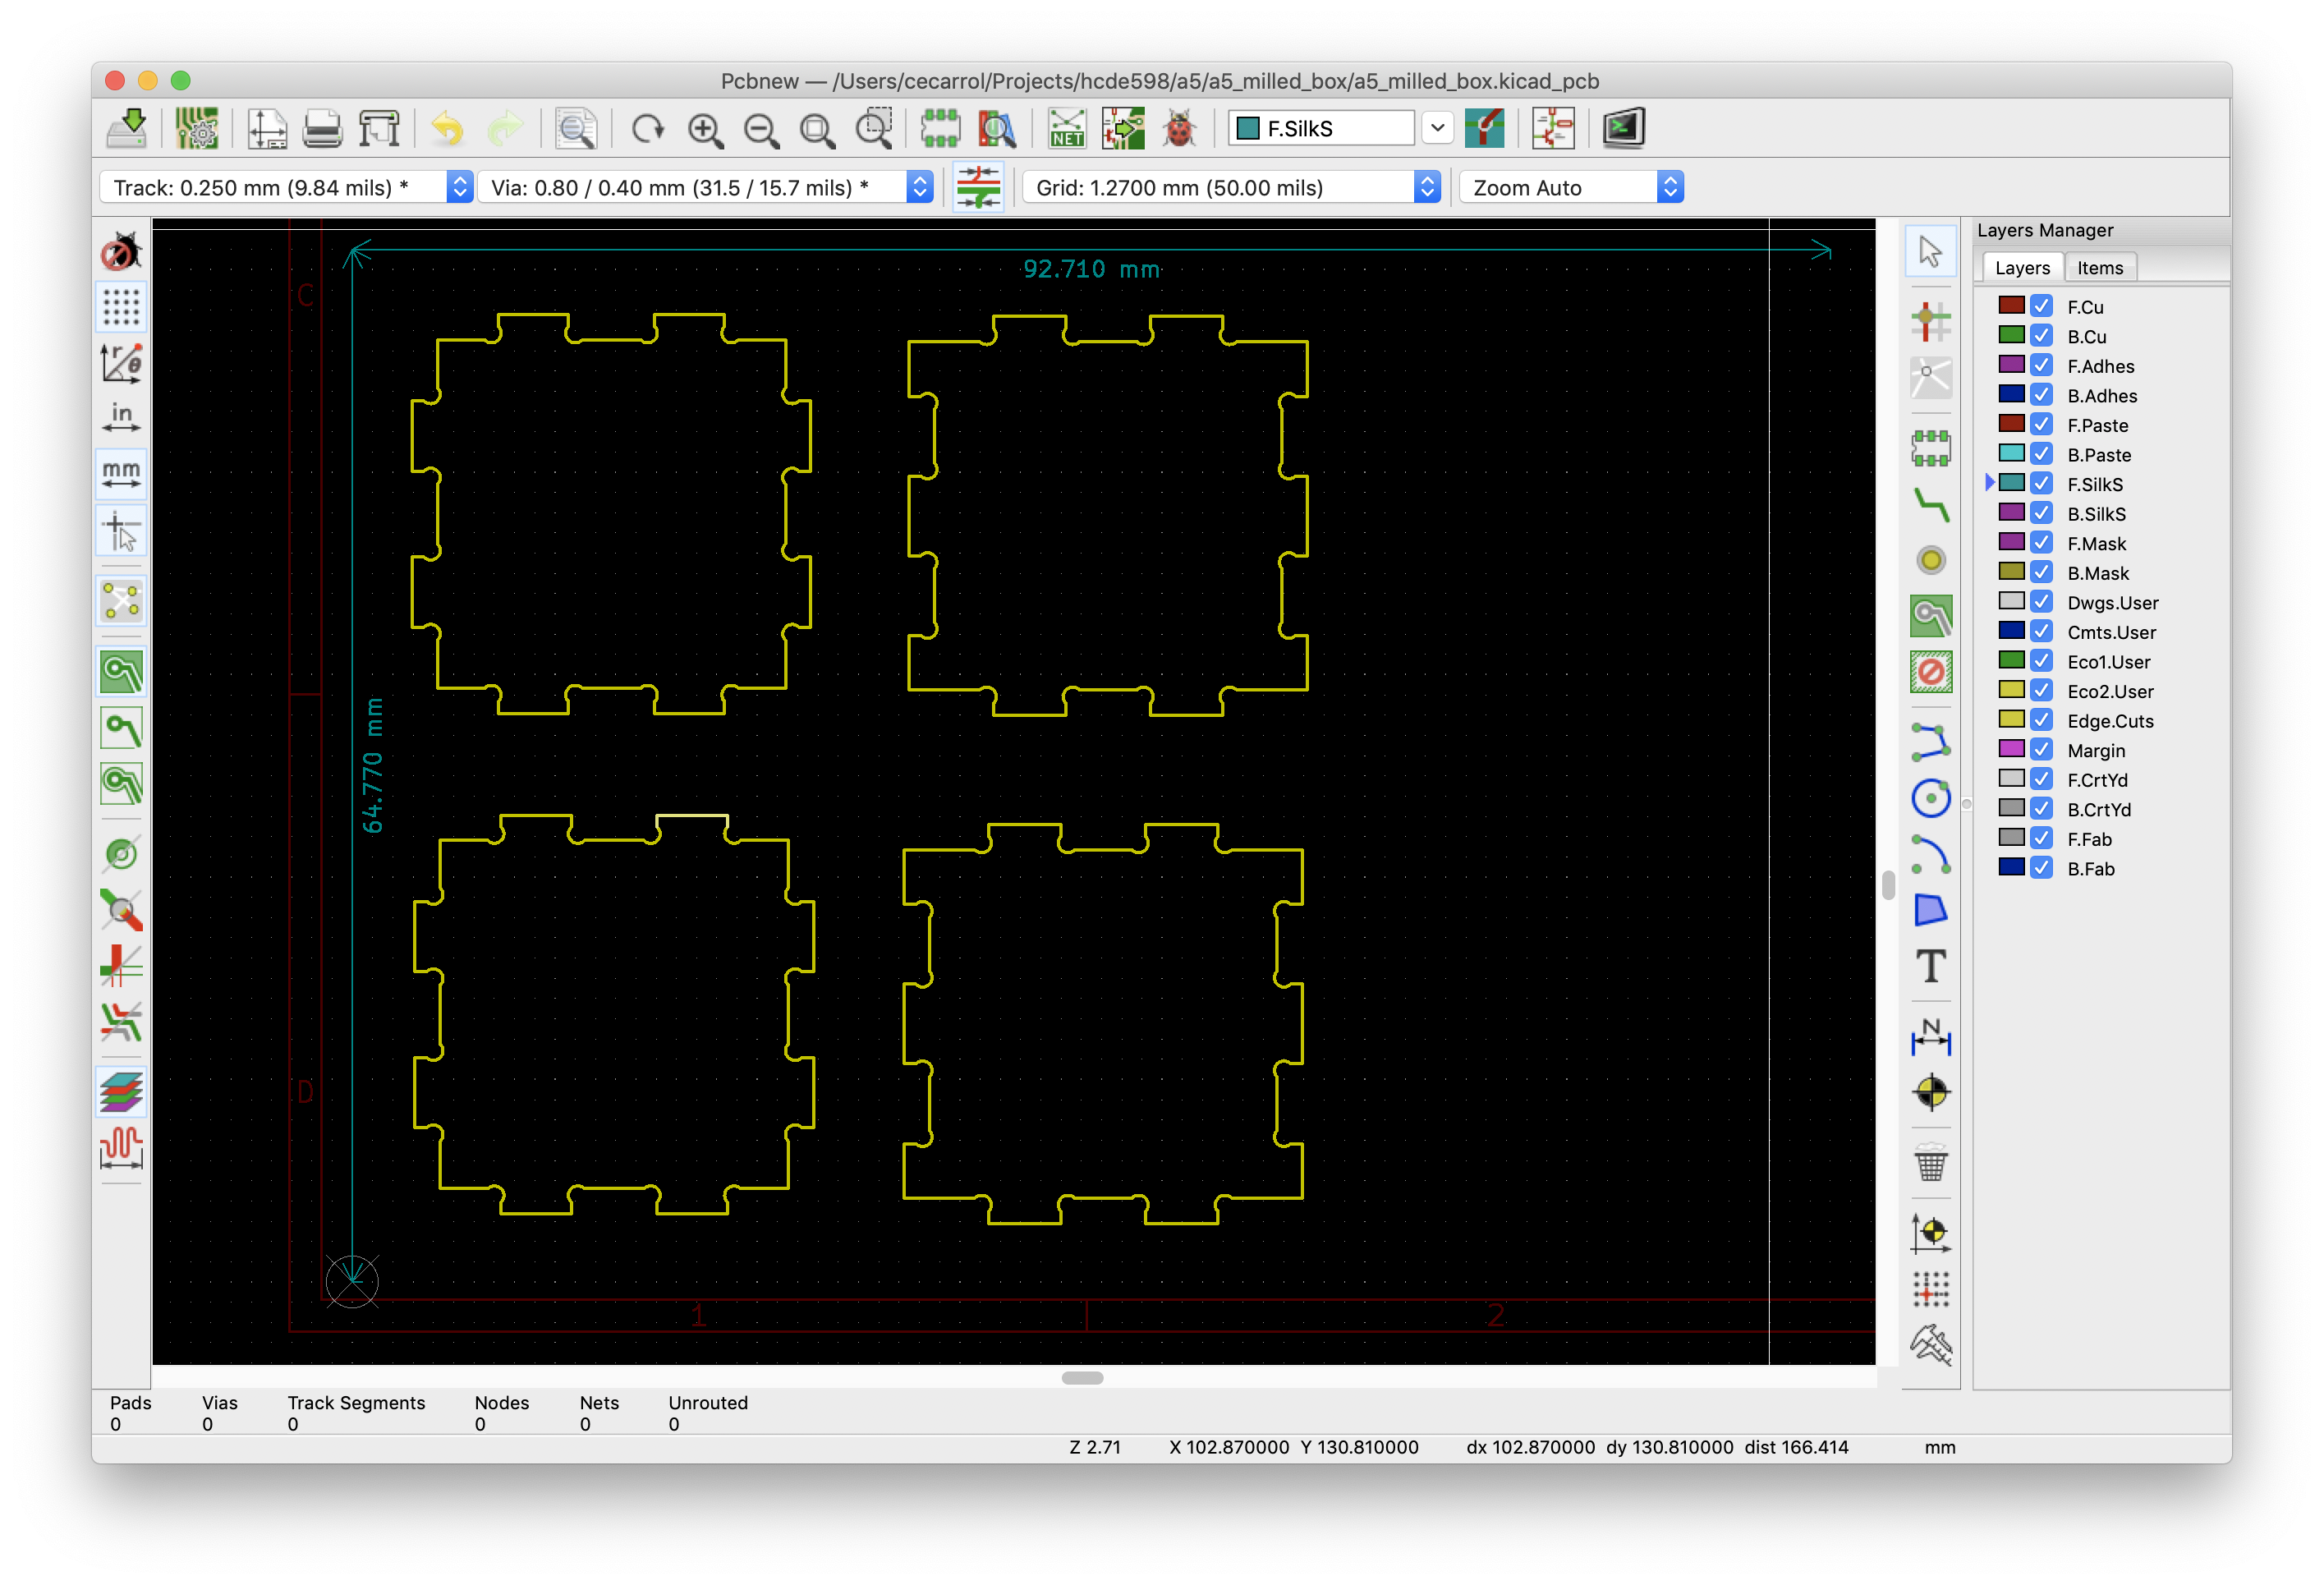 Pcbnew — /Users/cecarrol/Projects/hcde598/a5/a5_milled_box/a5_milled_box.kicad_pcb
NET
F.SilkS
Track: 0.250 mm (9.84 mils) *
Via: 0.80 / 0.40 mm (31.5 / 15.7 mils) *
Grid: 1.2700 mm (50.00 mils)
Zoom Auto
r
θ
in
mm
C
D
92.710 mm
64.770 mm
1
2
T
N
Layers Manager
Layers
Items
F.Cu
B.Cu
F.Adhes
B.Adhes
F.Paste
B.Paste
F.SilkS
B.SilkS
F.Mask
B.Mask
Dwgs.User
Cmts.User
Eco1.User
Eco2.User
Edge.Cuts
Margin
F.CrtYd
B.CrtYd
F.Fab
B.Fab
Pads Vias Track Segments Nodes Nets Unrouted
0 0 0 0 0 0
Z 2.71 X 102.870000 Y 130.810000 dx 102.870000 dy 130.810000 dist 166.414 mm